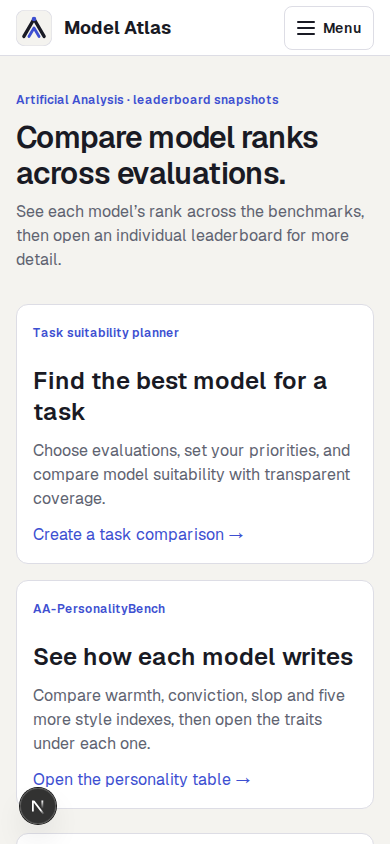 Model Atlas
Menu
Artificial Analysis · leaderboard snapshots
Compare model ranks
across evaluations.
See each model’s rank across the benchmarks,
then open an individual leaderboard for more
detail.
Task suitability planner
Find the best model for a
task
Choose evaluations, set your priorities, and
compare model suitability with transparent
coverage.
Create a task comparison →
AA-PersonalityBench
See how each model writes
Compare warmth, conviction, slop and five
more style indexes, then open the traits
under each one.
Open the personality table →
N